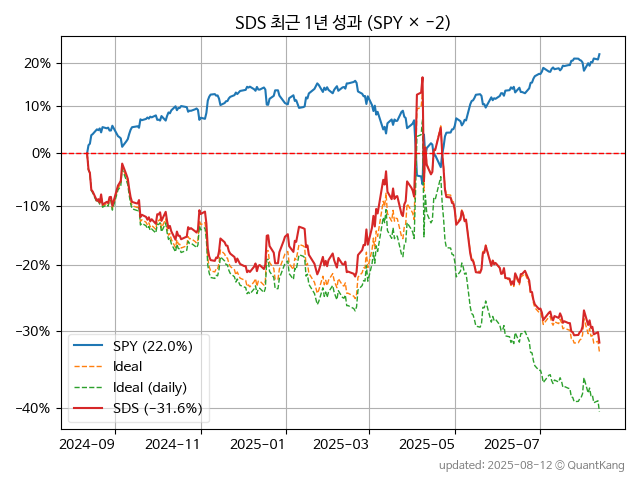 SDS 최근 1년 성과 (SPY × −2)
20%
10%
0%
−10%
−20%
−30%
−40%
SPY (22.0%)
Ideal
Ideal (daily)
SDS (−31.6%)
2024-09 2024-11 2025-01 2025-03 2025-05 2025-07
updated: 2025-08-12 © QuantKang